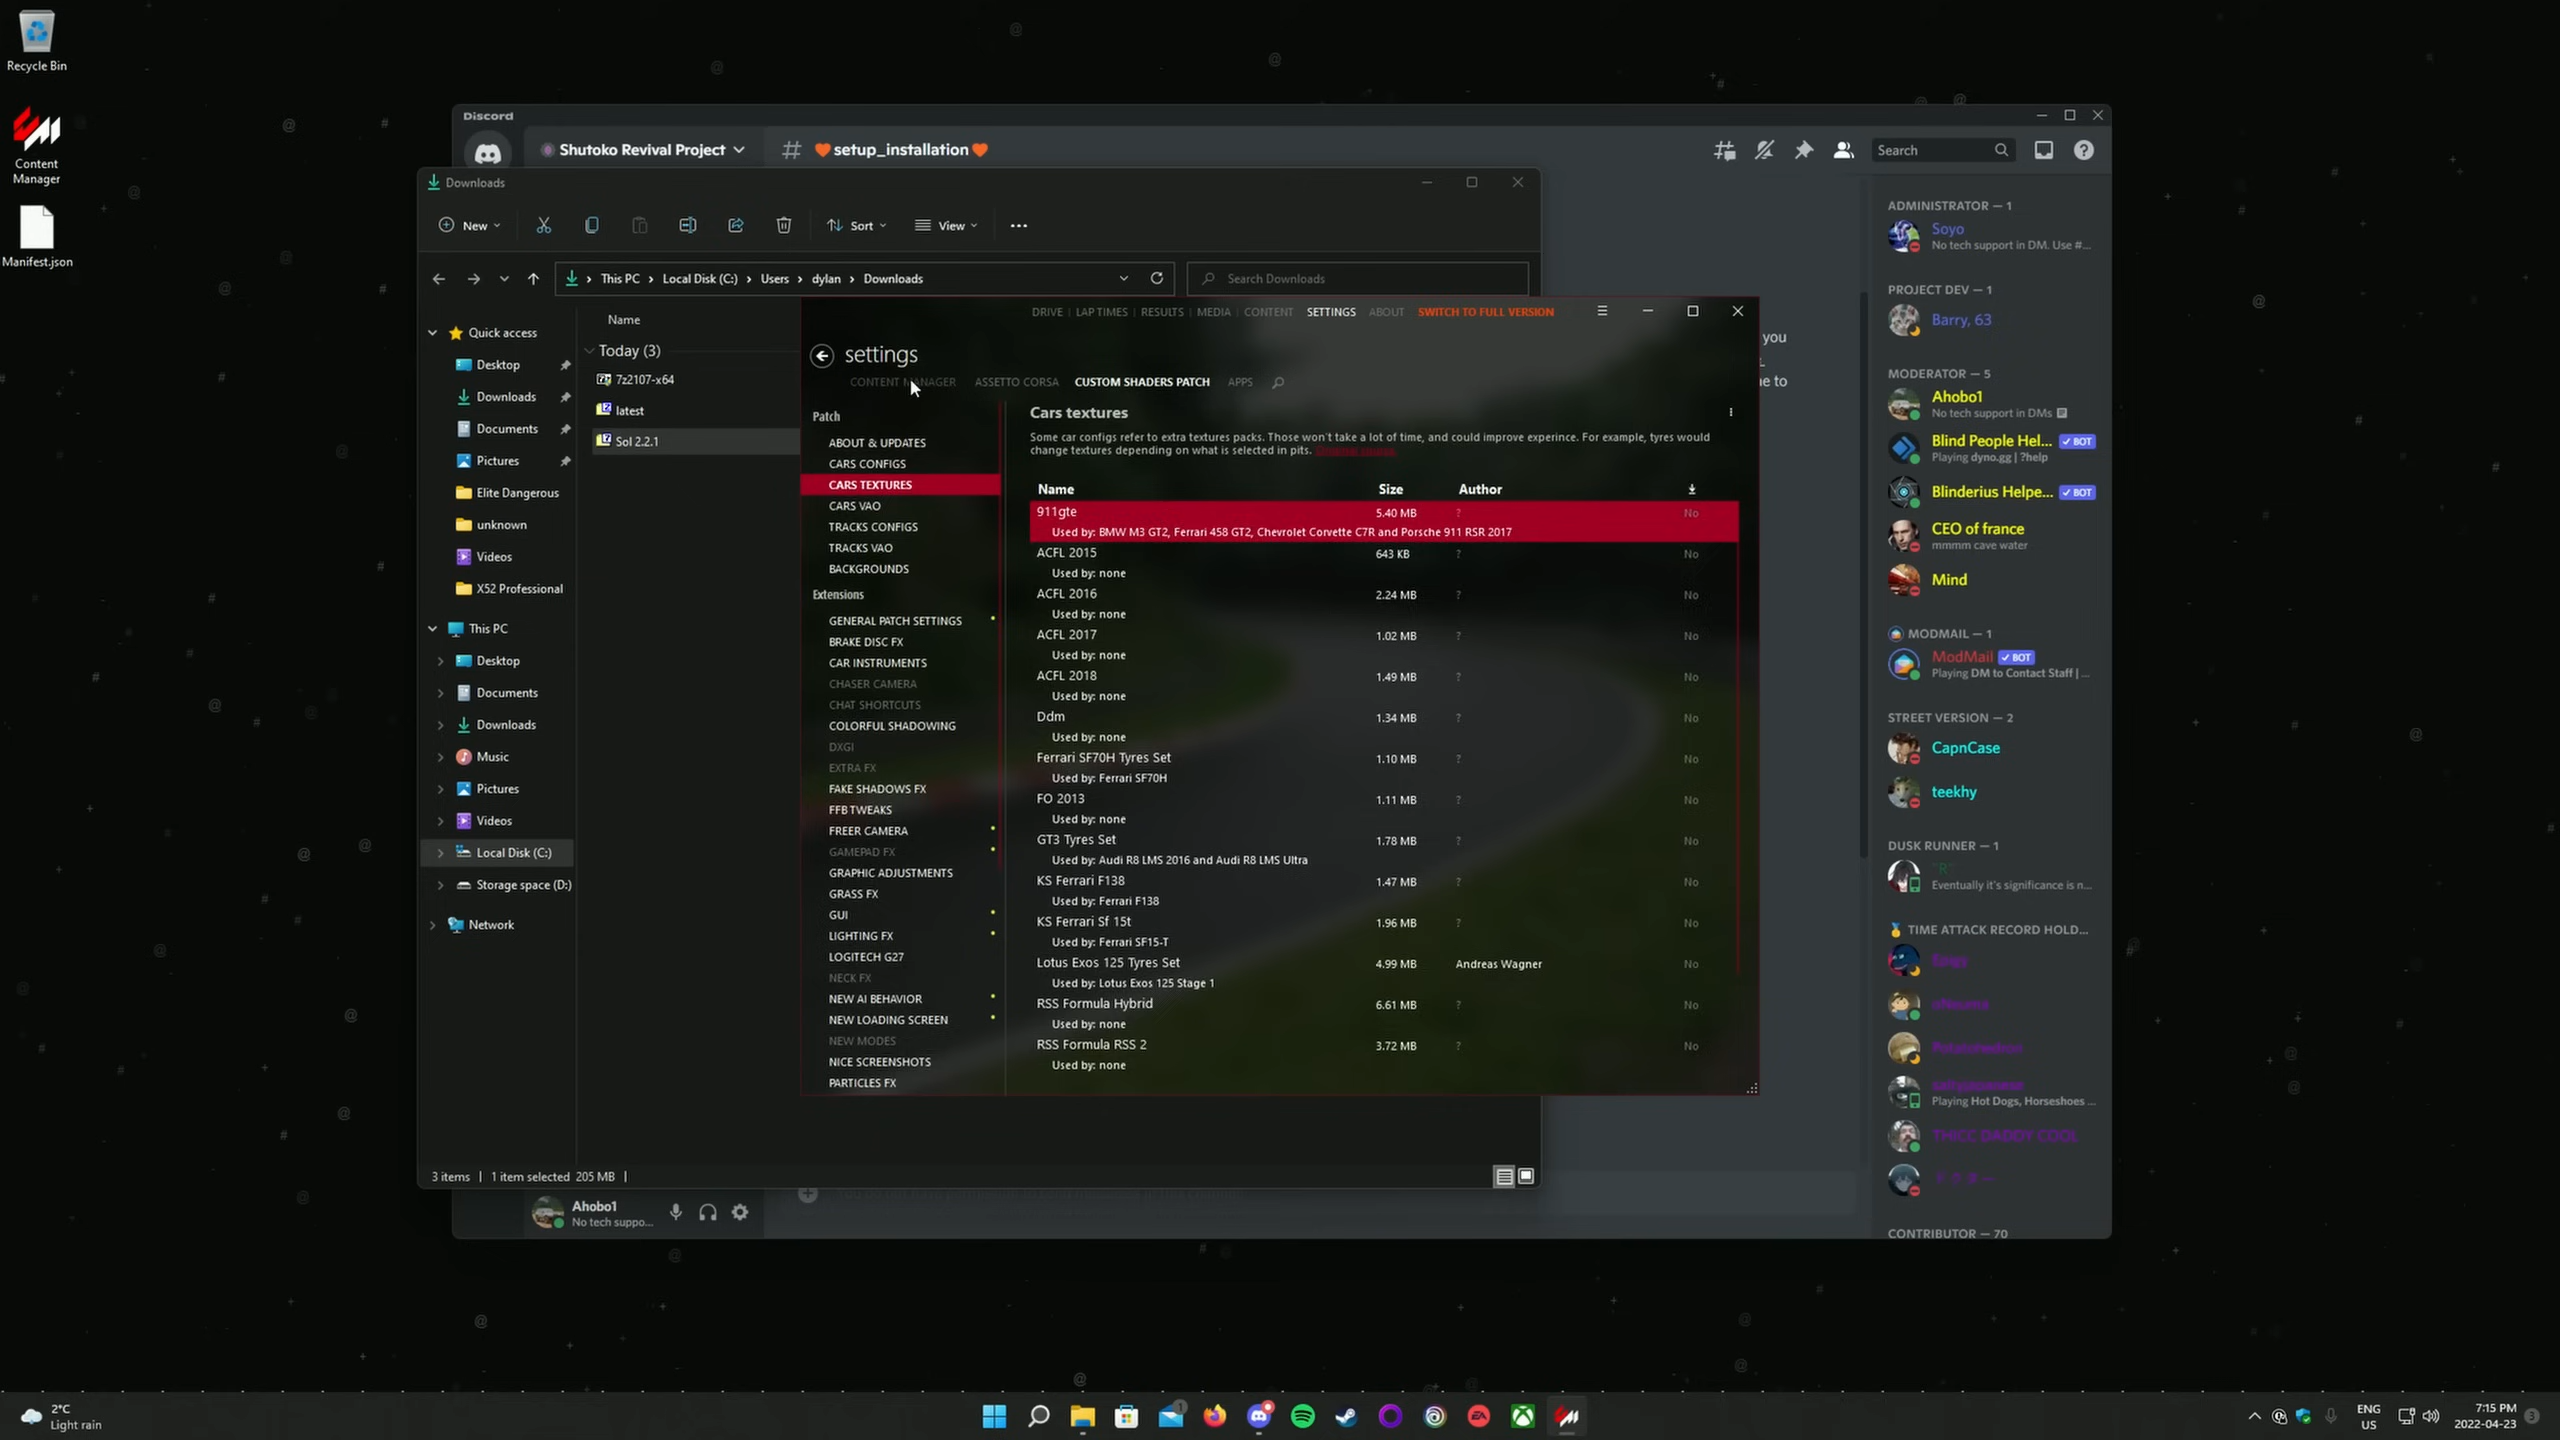 Recycle Bin
Content
Manager
Manifest.json
Discord
Shutoko Revival Project
setup_installation
Search
Downloads
New
Sort
View
This PC
Local Disk (C:)
Users
dylan
Downloads
Search Downloads
Quick access
Desktop
Downloads
Documents
Pictures
Elite Dangerous
unknown
Videos
X52 Professional
This PC
Desktop
Documents
Downloads
Music
Pictures
Videos
Local Disk (C:)
Storage space (D:)
Network
Name
Today (3)
7z2107-x64
latest
Sol 2.2.1
3 items
1 item selected 205 MB
DRIVE | LAP TIMES | RESULTS | MEDIA | CONTENT SETTINGS ABOUT SWITCH TO FULL VERSION
settings
CONTENT MANAGER ASSETTO CORSA CUSTOM SHADERS PATCH APPS
Patch
ABOUT & UPDATES
CARS CONFIGS
CARS TEXTURES
CARS VAO
TRACKS CONFIGS
TRACKS VAO
BACKGROUNDS
Extensions
GENERAL PATCH SETTINGS
BRAKE DISC FX
CAR INSTRUMENTS
CHASER CAMERA
CHAT SHORTCUTS
COLORFUL SHADOWING
DXGI
EXTRA FX
FAKE SHADOWS FX
FFB TWEAKS
FREER CAMERA
GAMEPAD FX
GRAPHIC ADJUSTMENTS
GRASS FX
GUI
LIGHTING FX
LOGITECH G27
NECK FX
NEW AI BEHAVIOR
NEW LOADING SCREEN
NEW MODES
NICE SCREENSHOTS
PARTICLES FX
Cars textures
Some car configs refer to extra textures packs. Those won't take a lot of time, and could improve experince. For example, tyres would
change textures depending on what is selected in pits.
Name Size Author
911gte 5.40 MB ? No
Used by: BMW M3 GT2, Ferrari 458 GT2, Chevrolet Corvette C7R and Porsche 911 RSR 2017
ACFL 2015 643 KB ? No
Used by: none
ACFL 2016 2.24 MB ? No
Used by: none
ACFL 2017 1.02 MB ? No
Used by: none
ACFL 2018 1.49 MB ? No
Used by: none
Ddm 1.34 MB ? No
Used by: none
Ferrari SF70H Tyres Set 1.10 MB ? No
Used by: Ferrari SF70H
FO 2013 1.11 MB ? No
Used by: none
GT3 Tyres Set 1.78 MB ? No
Used by: Audi R8 LMS 2016 and Audi R8 LMS Ultra
KS Ferrari F138 1.47 MB ? No
Used by: Ferrari F138
KS Ferrari Sf 15t 1.96 MB ? No
Used by: Ferrari SF15-T
Lotus Exos 125 Tyres Set 4.99 MB Andreas Wagner No
Used by: Lotus Exos 125 Stage 1
RSS Formula Hybrid 6.61 MB ? No
Used by: none
RSS Formula RSS 2 3.72 MB ? No
Used by: none
you
e to
ADMINISTRATOR — 1
Soyo
No tech support in DM. Use #...
PROJECT DEV — 1
Barry, 63
MODERATOR — 5
Ahobo1
No tech support in DMs
Blind People Hel... BOT
Playing dyno.gg | ?help
Blinderius Helpe... BOT
CEO of france
mmmm cave water
Mind
MODMAIL — 1
ModMail BOT
Playing DM to Contact Staff | ...
STREET VERSION — 2
CapnCase
teekhy
DUSK RUNNER — 1
"R"
Eventually it's significance is n...
TIME ATTACK RECORD HOLD...
Playing Hot Dogs, Horseshoes ...
THICC DADDY COOL
CONTRIBUTOR — 70
Ahobo1
No tech suppo...
2°C
Light rain
ENG
US
7:15 PM
2022-04-23
3